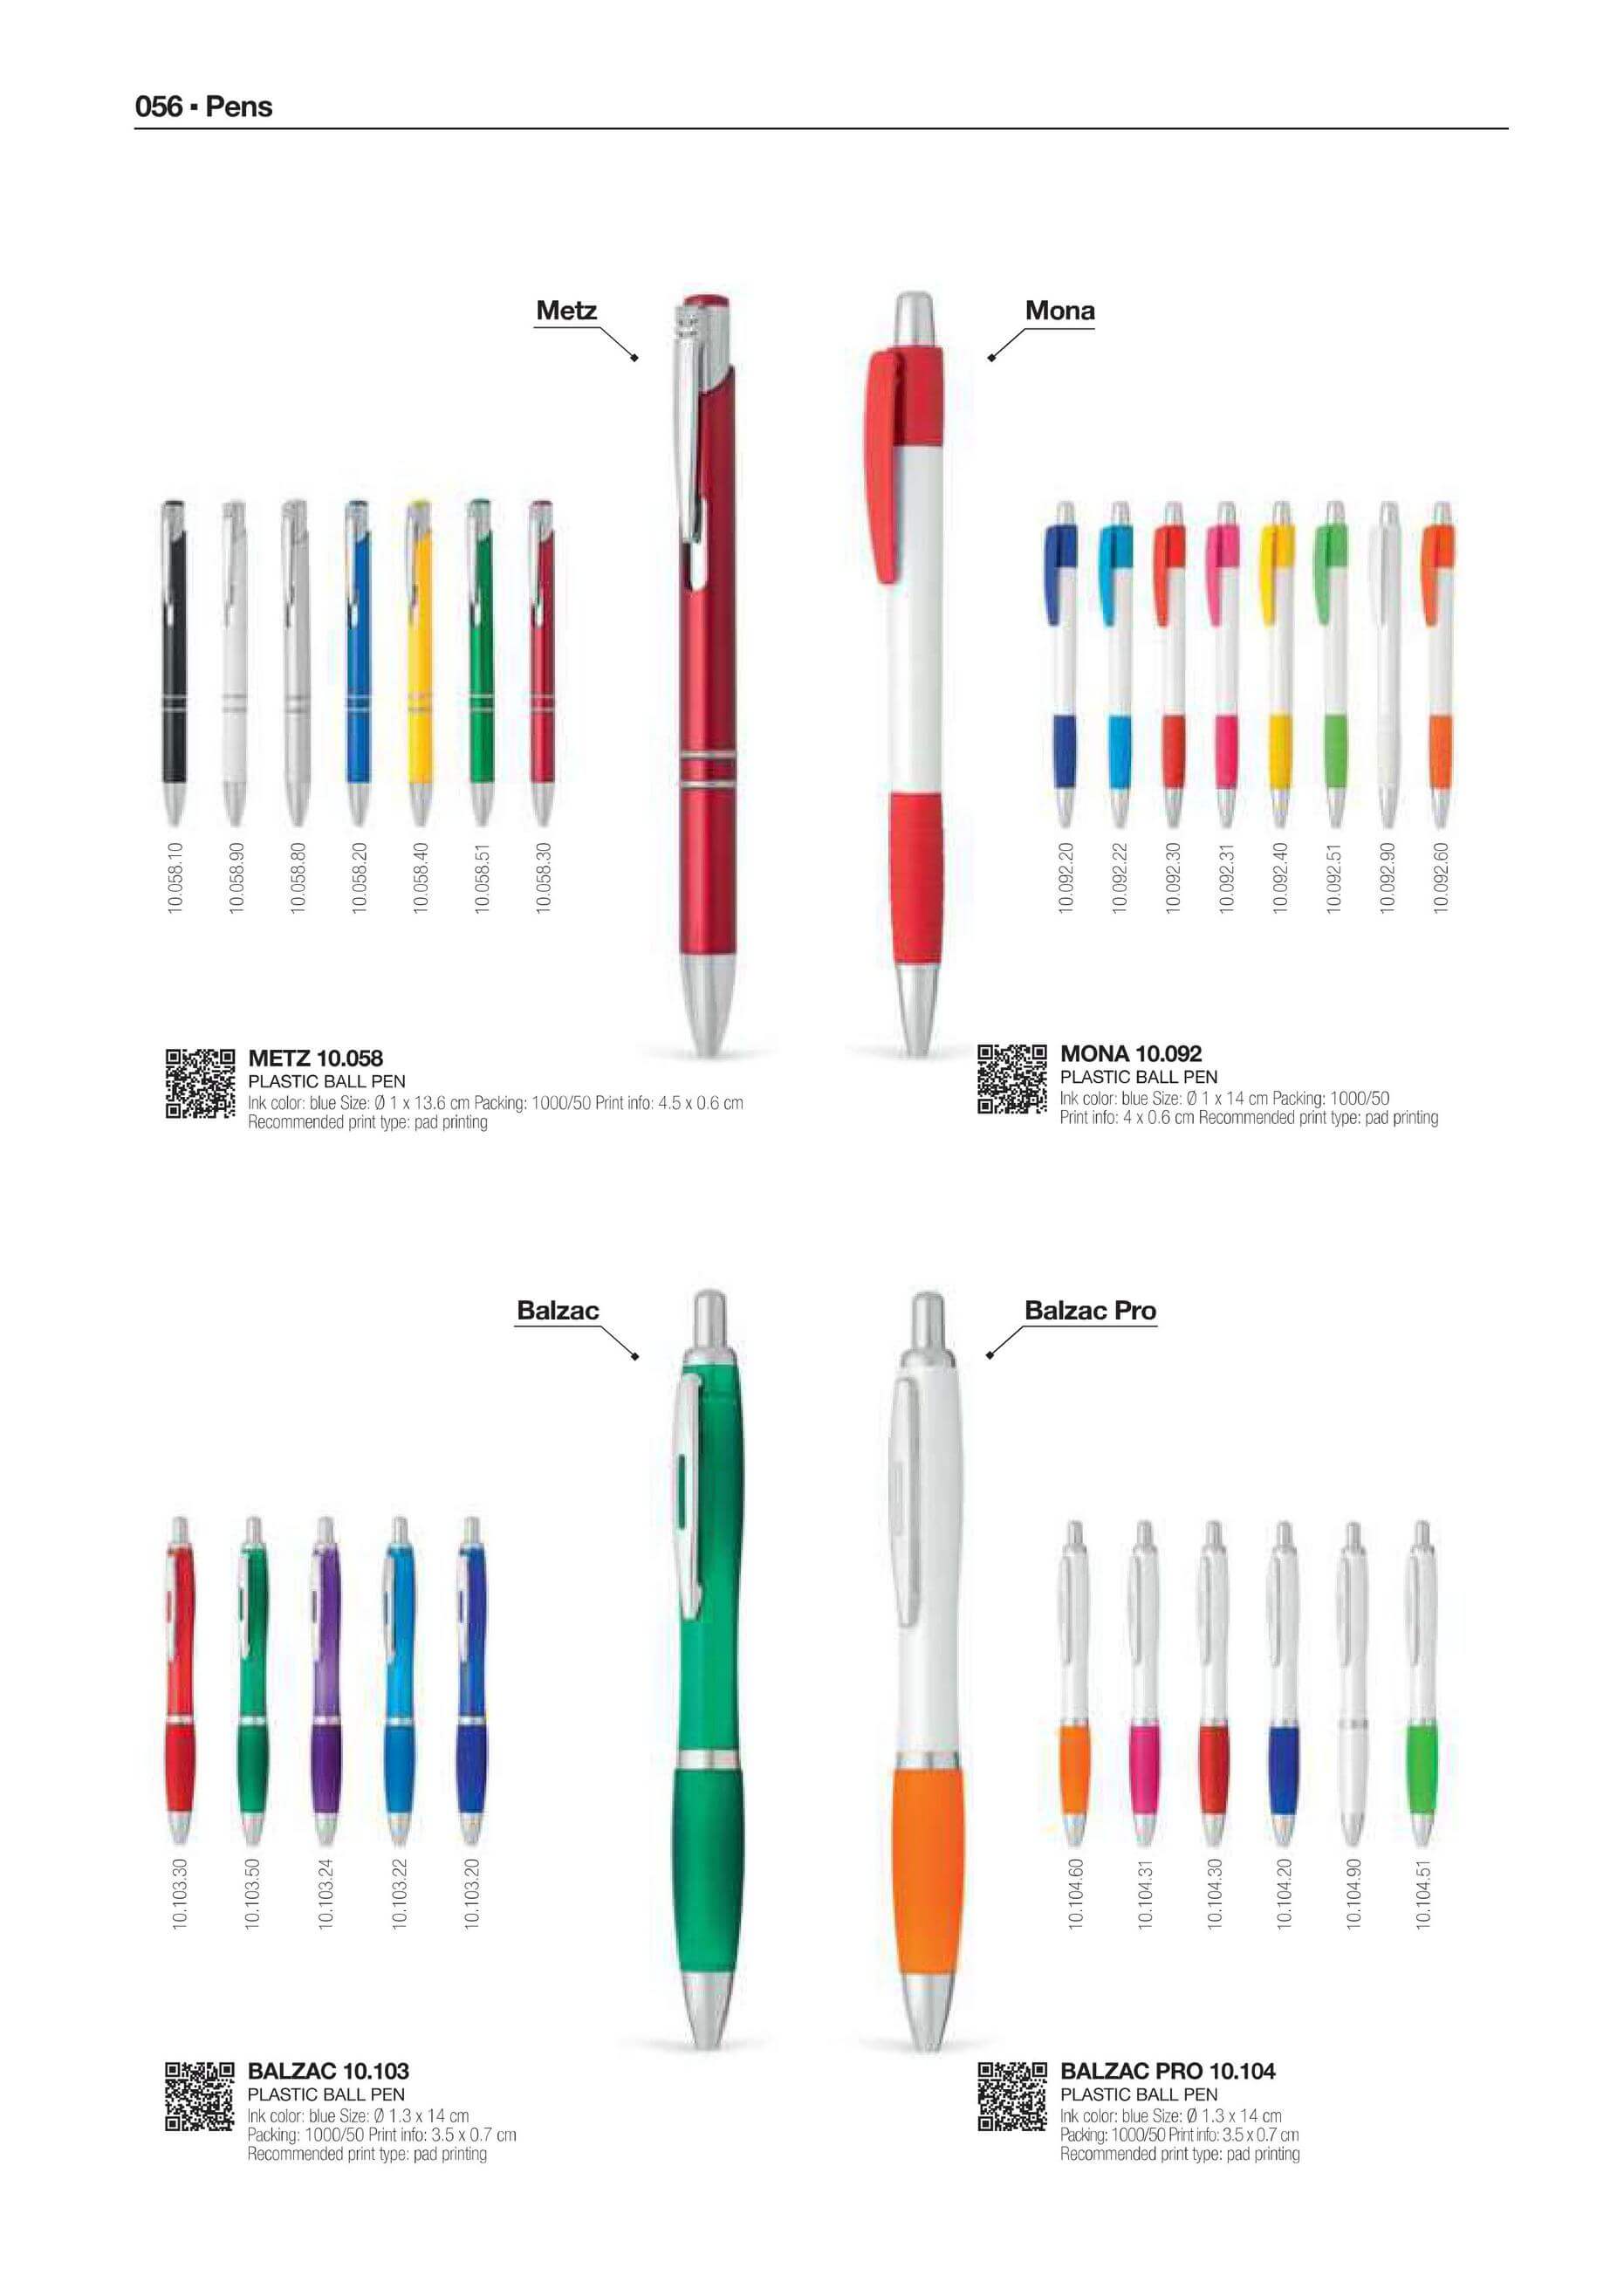 056 ▪ Pens
Metz
Mona
10.058.10
10.058.90
10.058.80
10.058.20
10.058.40
10.058.51
10.058.30
10.092.20
10.092.22
10.092.30
10.092.31
10.092.40
10.092.51
10.092.90
10.092.60
METZ 10.058
PLASTIC BALL PEN
Ink color: blue Size: Ø 1 x 13.6 cm Packing: 1000/50 Print info: 4.5 x 0.6 cm
Recommended print type: pad printing
MONA 10.092
PLASTIC BALL PEN
Ink color: blue Size: Ø 1 x 14 cm Packing: 1000/50
Print info: 4 x 0.6 cm Recommended print type: pad printing
Balzac
Balzac Pro
10.103.30
10.103.50
10.103.24
10.103.22
10.103.20
10.104.60
10.104.31
10.104.30
10.104.20
10.104.90
10.104.51
BALZAC 10.103
PLASTIC BALL PEN
Ink color: blue Size: Ø 1.3 x 14 cm
Packing: 1000/50 Print info: 3.5 x 0.7 cm
Recommended print type: pad printing
BALZAC PRO 10.104
PLASTIC BALL PEN
Ink color: blue Size: Ø 1.3 x 14 cm
Packing: 1000/50 Print info: 3.5 x 0.7 cm
Recommended print type: pad printing